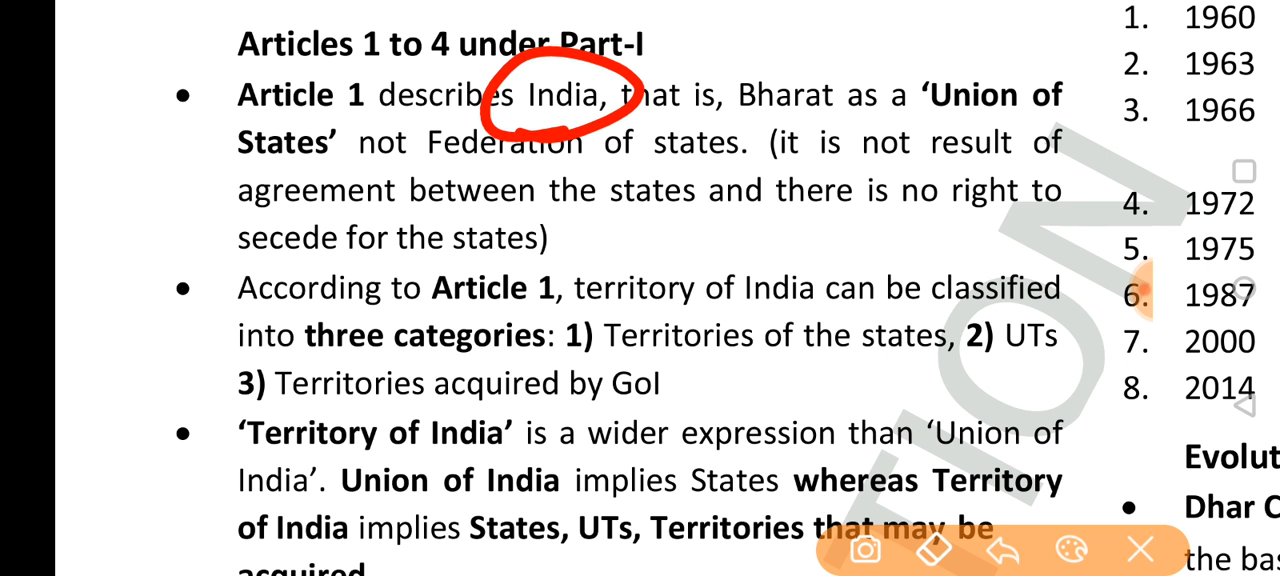 Articles 1 to 4 under Part-I
• Article 1 describes India, that is, Bharat as a ‘Union of
States’ not Federation of states. (it is not result of
agreement between the states and there is no right to
secede for the states)
• According to Article 1, territory of India can be classified
into three categories: 1) Territories of the states, 2) UTs
3) Territories acquired by GoI
• ‘Territory of India’ is a wider expression than ‘Union of
India’. Union of India implies States whereas Territory
of India implies States, UTs, Territories that may be
acquired
1. 1960
2. 1963
3. 1966
4. 1972
5. 1975
6. 1987
7. 2000
8. 2014
Evolut
• Dhar C
the bas
TION